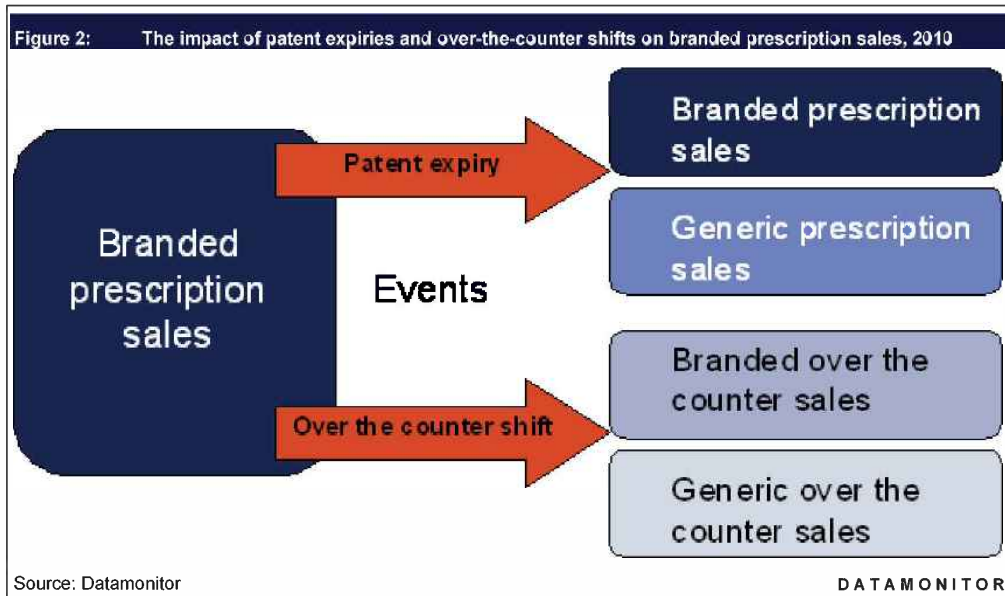 Figure 2: The impact of patent expiries and over-the-counter shifts on branded prescription sales, 2010
Branded
prescription
sales
Patent expiry
Events
Over the counter shift
Branded prescription
sales
Generic prescription
sales
Branded over the
counter sales
Generic over the
counter sales
Source: Datamonitor
DATAMONITOR